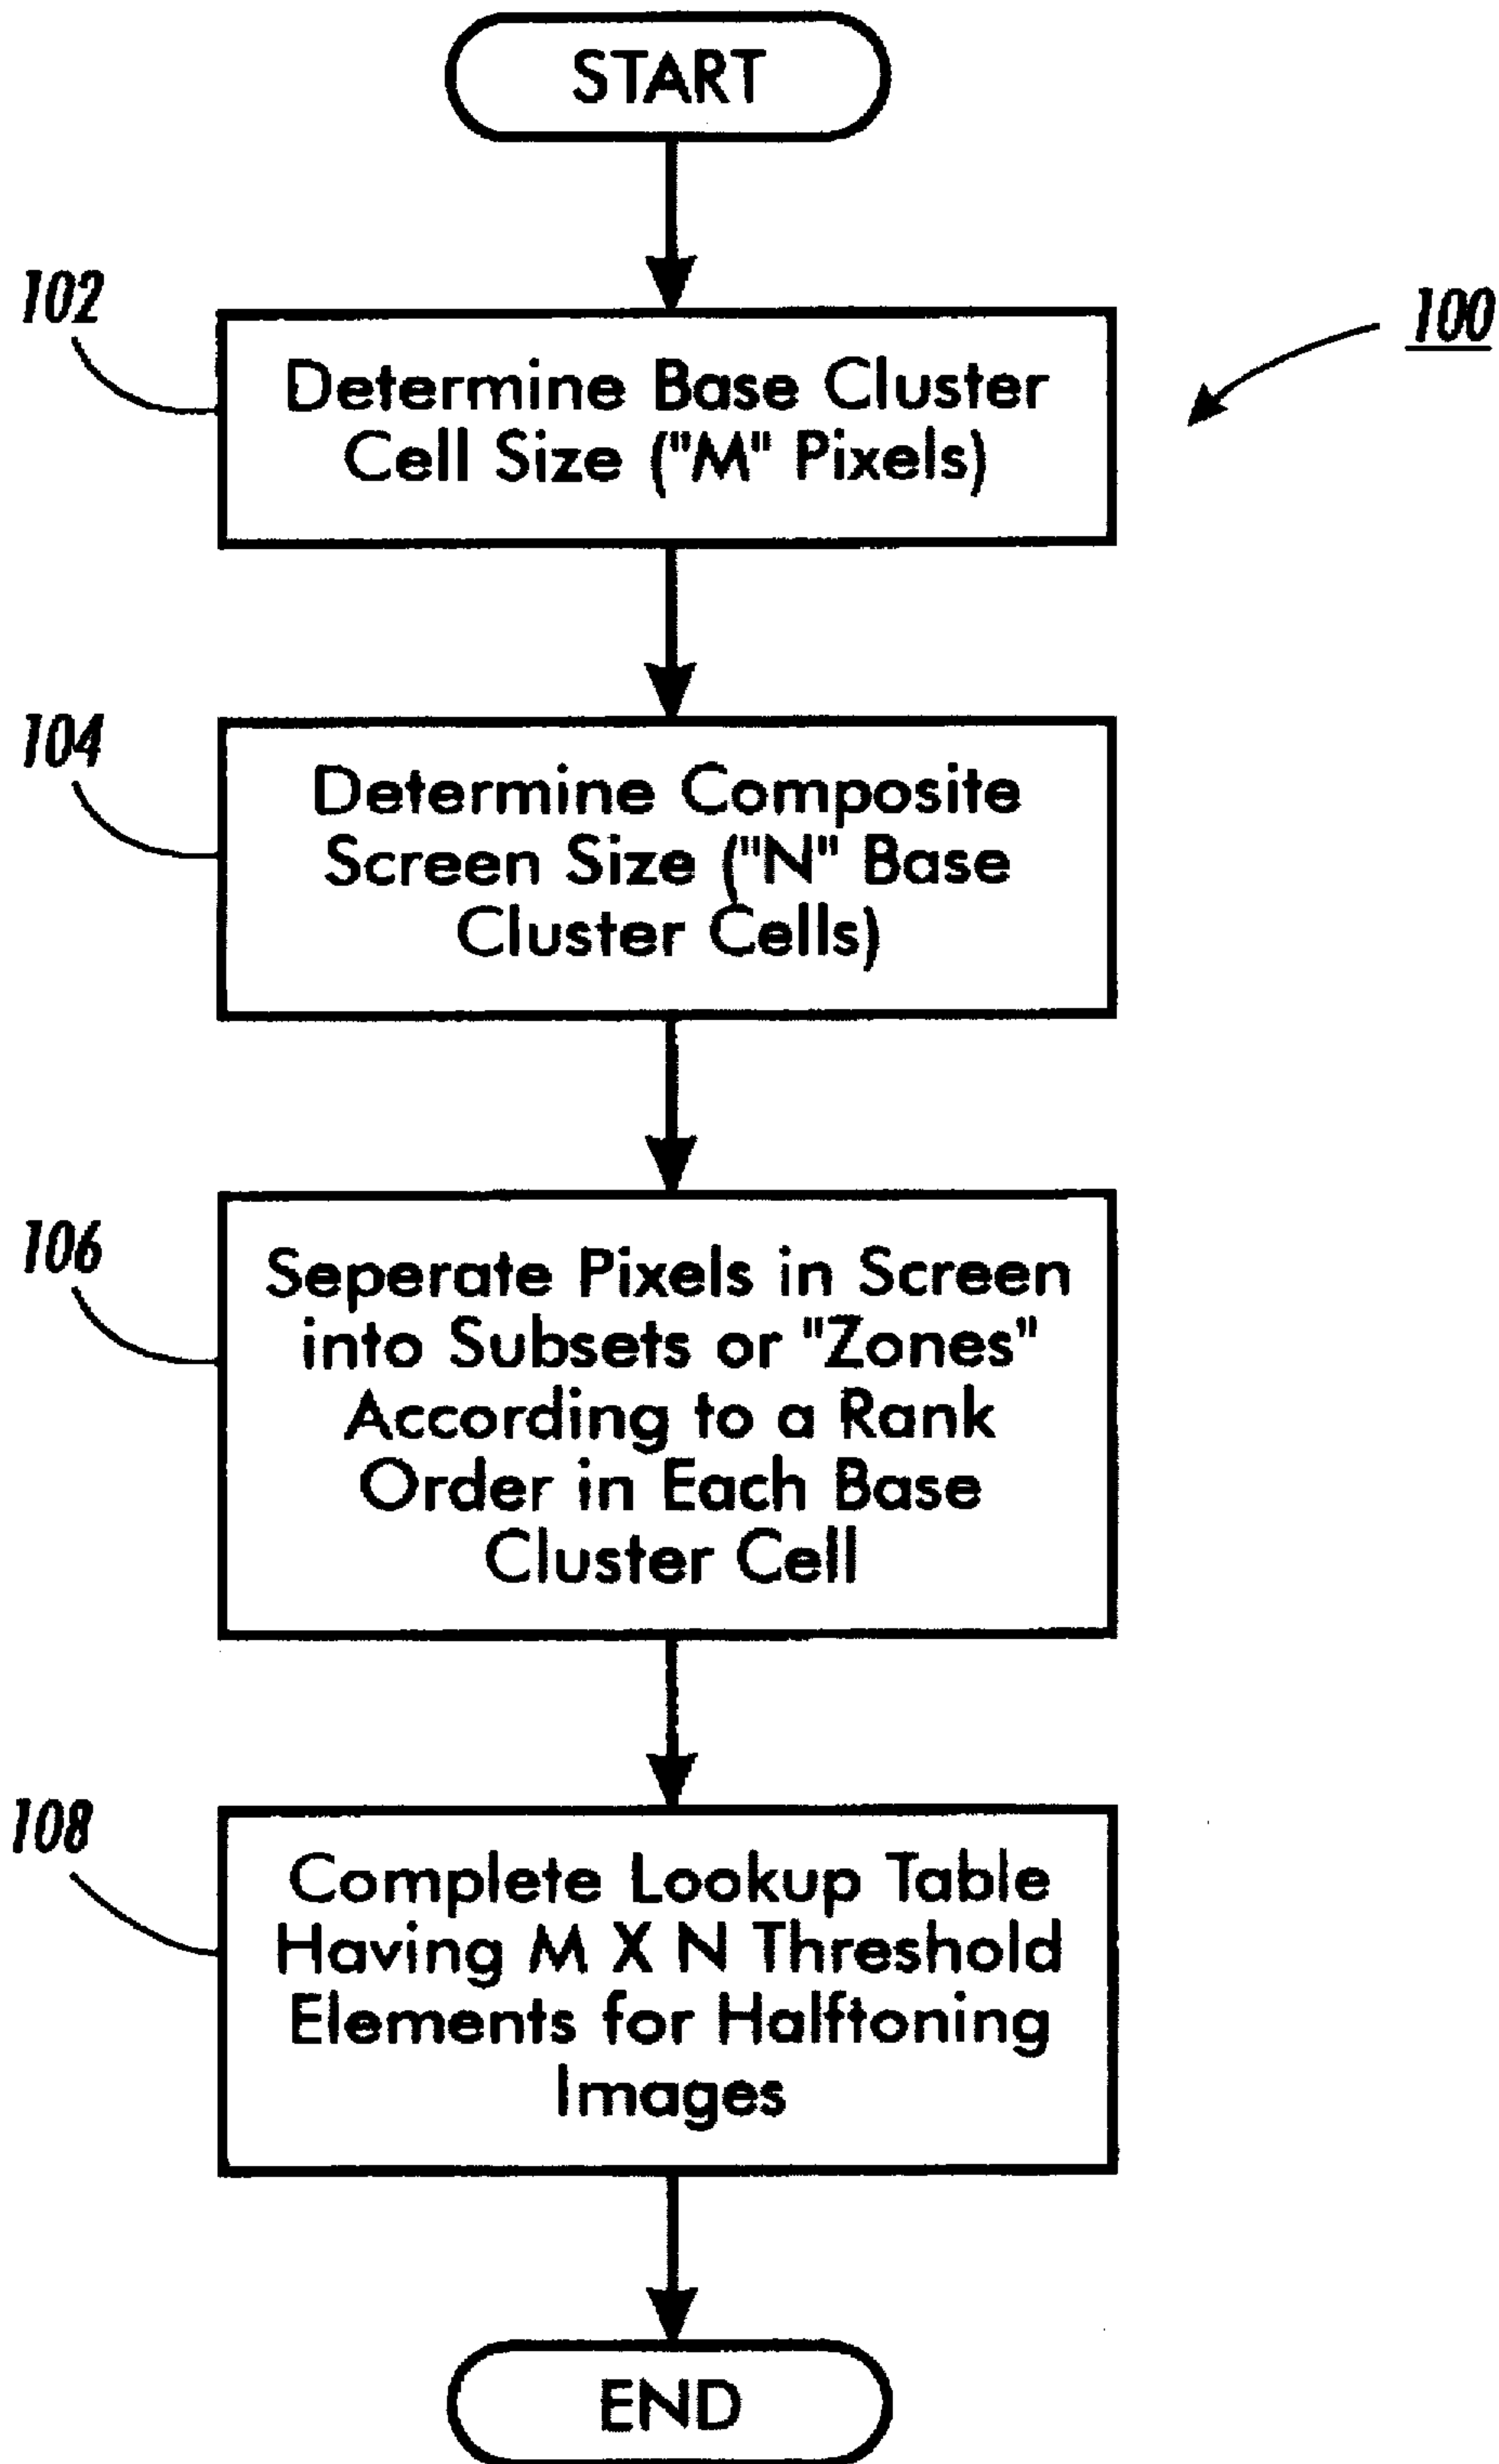 START
102
100
Determine Base Cluster
Cell Size ("M" Pixels)
104
Determine Composite
Screen Size ("N" Base
Cluster Cells)
106
Seperate Pixels in Screen
into Subsets or "Zones"
According to a Rank
Order in Each Base
Cluster Cell
108
Complete Lookup Table
Having M X N Threshold
Elements for Halftoning
Images
END